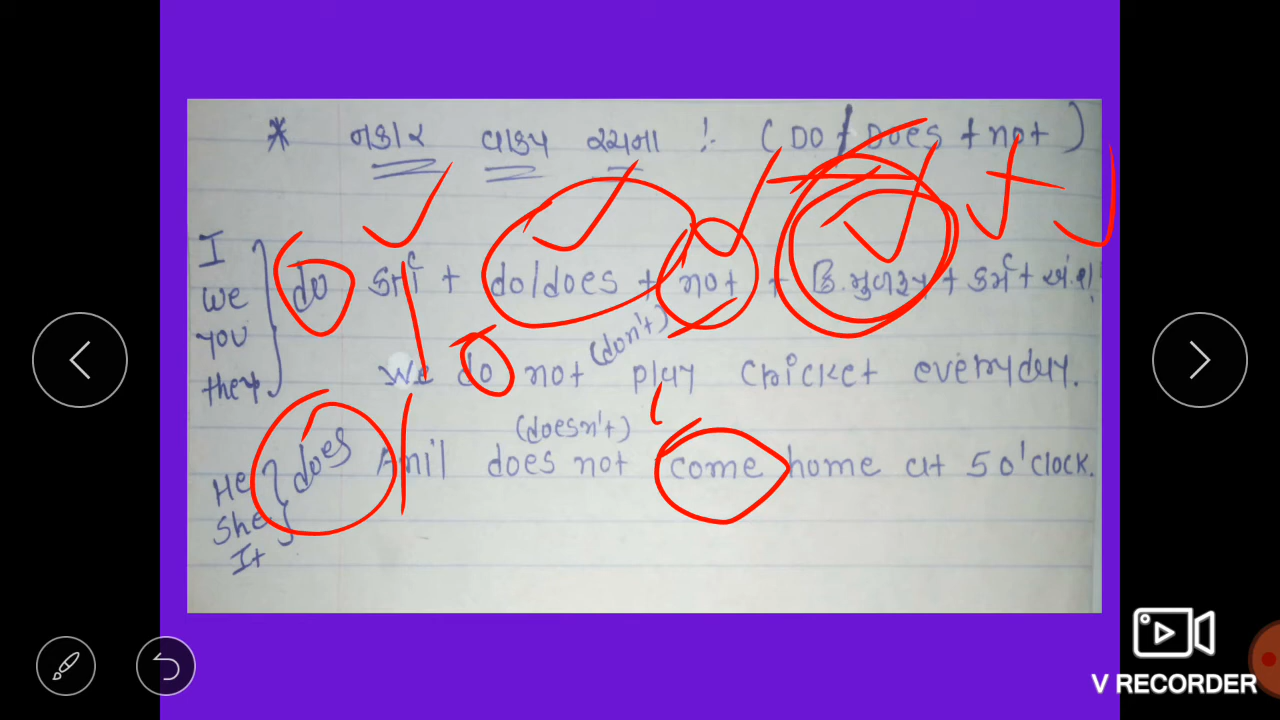 * નકાર વાક્ય રચના :- (DO / Does + not)
I
we
you
they
do
કર્તા + do/does + not + ક્રિ.મુળરૂપ + કર્મ + અં.શ
(don't)
We do not play cricket everyday.
(doesn't)
does
Anil does not come home at 5 o'clock.
He
She
It
V RECORDER